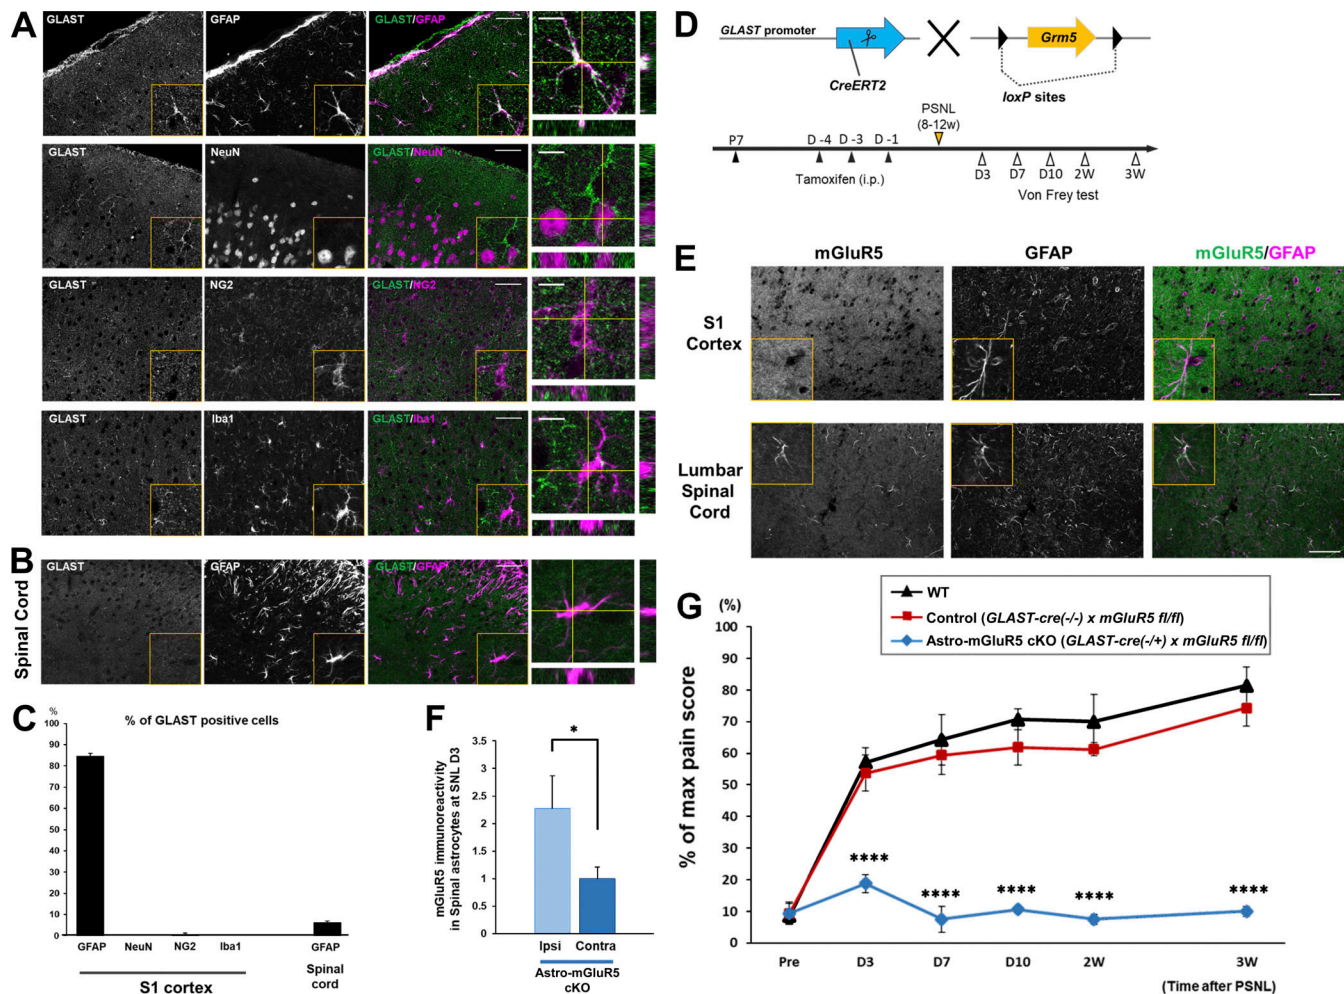 A
GLAST
GFAP
GLAST/GFAP
GLAST
NeuN
GLAST/NeuN
GLAST
NG2
GLAST/NG2
GLAST
Iba1
GLAST/Iba1
B
Spinal Cord
GLAST
GFAP
GLAST/GFAP
C
%
% of GLAST positive cells
100
90
80
70
60
50
40
30
20
10
0
GFAP NeuN NG2 Iba1 GFAP
S1 cortex
Spinal
cord
D
GLAST promoter
CreERT2
Grm5
loxP sites
PSNL
(8-12w)
P7 D -4 D -3 D -1
Tamoxifen (i.p.)
D3 D7 D10 2W 3W
Von Frey test
E
mGluR5 GFAP mGluR5/GFAP
S1
Cortex
Lumbar
Spinal
Cord
F
mGluR5 immunoreactivity
in Spinal astrocytes at SNL D3
3.5
3
2.5
2
1.5
1
0.5
0
*
Ipsi Contra
Astro-mGluR5
cKO
G
(%)
WT
Control (GLAST-cre(-/-) x mGluR5 fl/fl)
Astro-mGluR5 cKO (GLAST-cre(-/+) x mGluR5 fl/fl)
% of max pain score
100
90
80
70
60
50
40
30
20
10
0
****
****
****
****
****
Pre D3 D7 D10 2W 3W
(Time after PSNL)